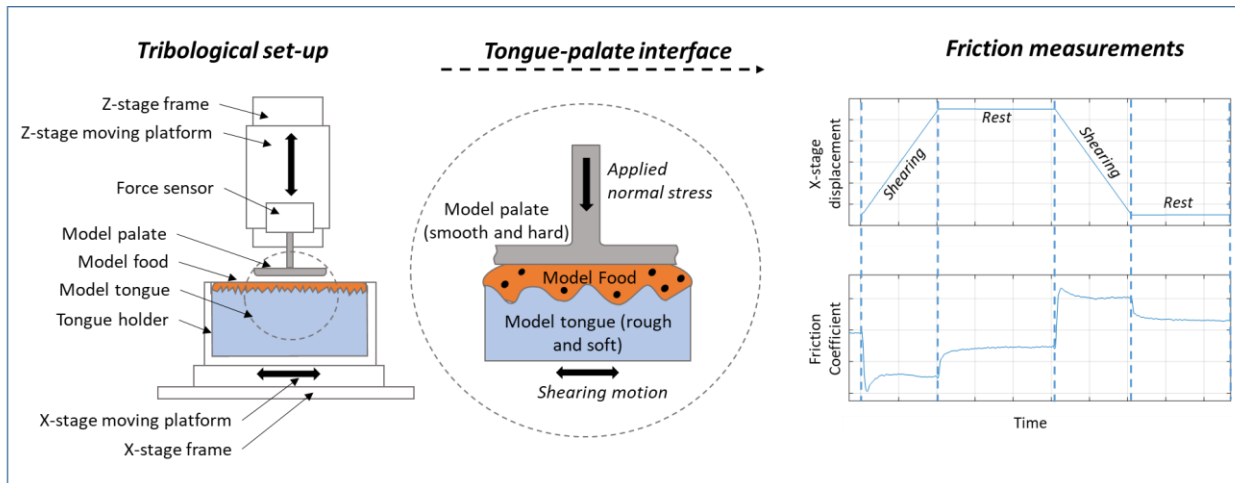 Tribological set-up
Z-stage frame
Z-stage moving platform
Force sensor
Model palate
Model food
Model tongue
Tongue holder
X-stage moving platform
X-stage frame
Tongue-palate interface
Applied
normal stress
Model palate
(smooth and hard)
Model Food
Model tongue (rough
and soft)
Shearing motion
Friction measurements
X-stage
displacement
Shearing
Rest
Shearing
Rest
Friction
Coefficient
Time